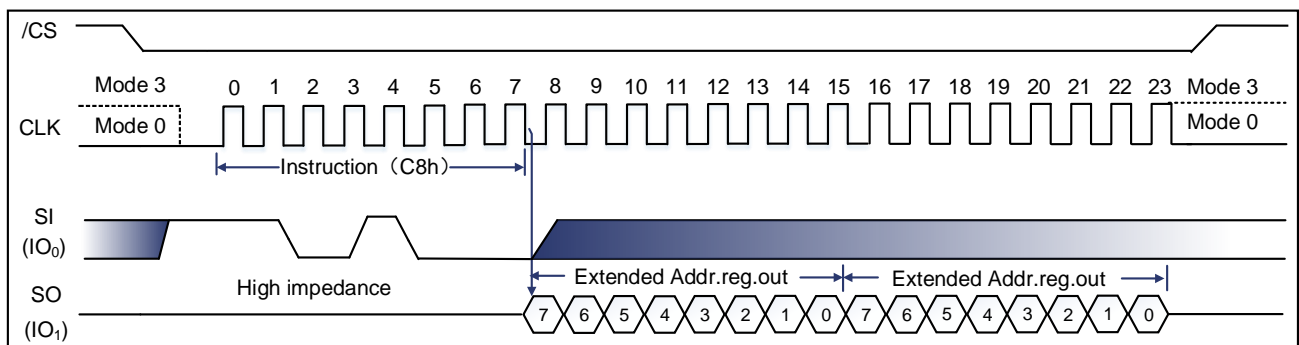 /CS
Mode 3 0 1 2 3 4 5 6 7 8 9 10 11 12 13 14 15 16 17 18 19 20 21 22 23 Mode 3
CLK Mode 0 Mode 0
Instruction（C8h）
SI
(IO₀)
Extended Addr.reg.out Extended Addr.reg.out
SO High impedance
(IO₁) 7 6 5 4 3 2 1 0 7 6 5 4 3 2 1 0